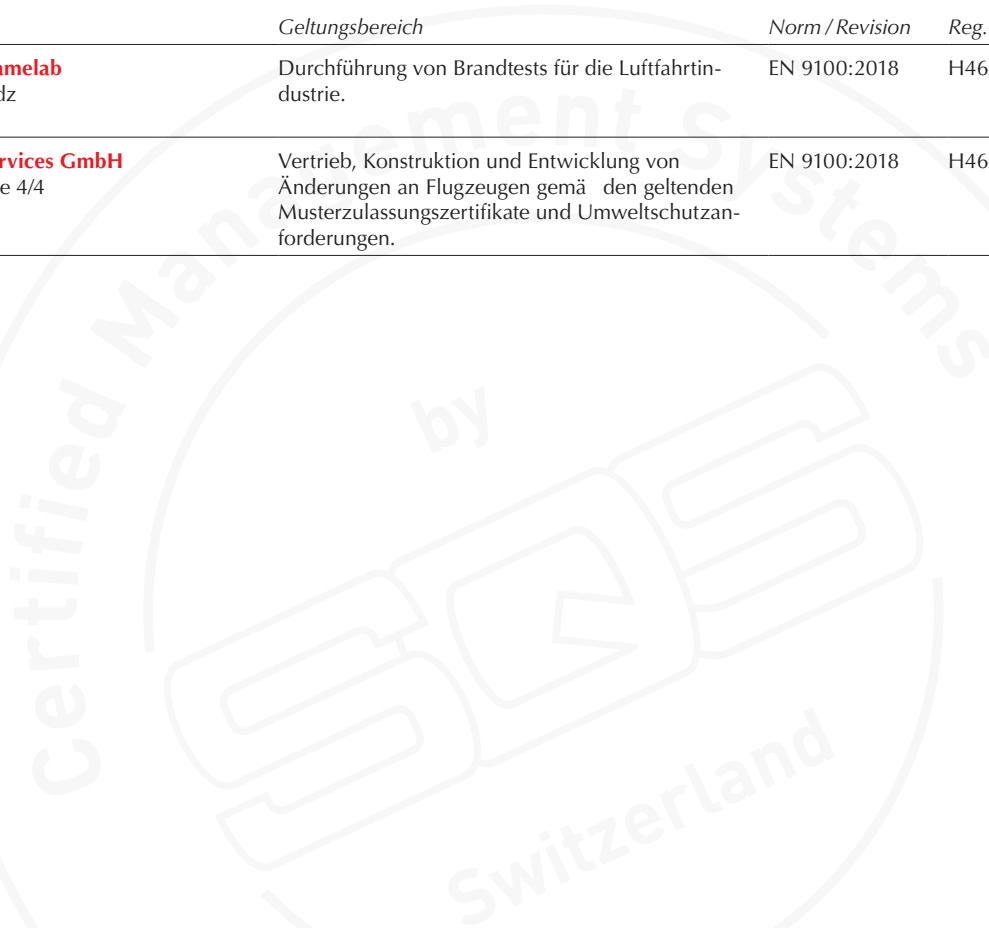 Geltungsbereich Norm / Revision Reg.
amelab Durchführung von Brandtests für die Luftfahrtin- EN 9100:2018 H46
dz dustrie.
rvices GmbH Vertrieb, Konstruktion und Entwicklung von EN 9100:2018 H46
e 4/4 Änderungen an Flugzeugen gemä den geltenden
Musterzulassungszertifikate und Umweltschutzan-
forderungen.
Certified Management Systems
by
SQS
Switzerland